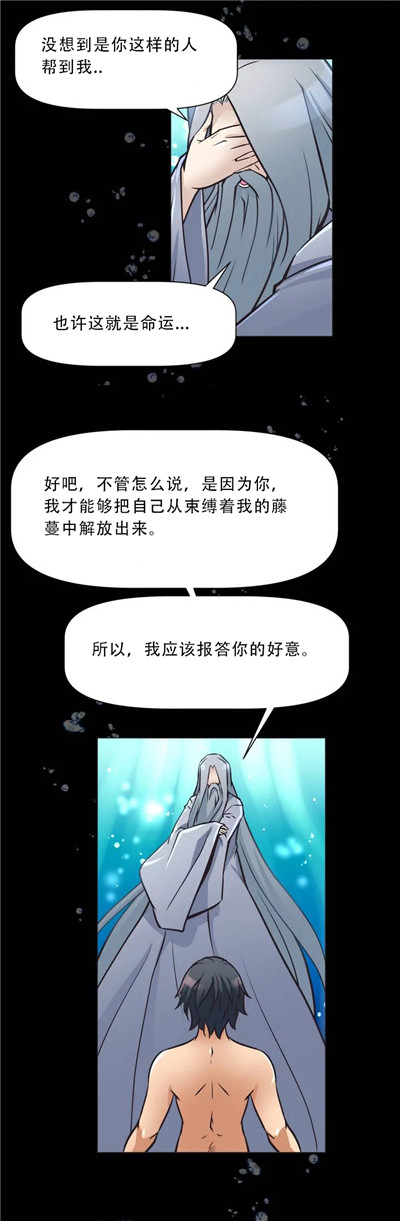 没想到是你这样的人
帮到我..
也许这就是命运...
好吧，不管怎么说，是因为你，
我才能够把自己从束缚着我的藤
蔓中解放出来。
所以，我应该报答你的好意。